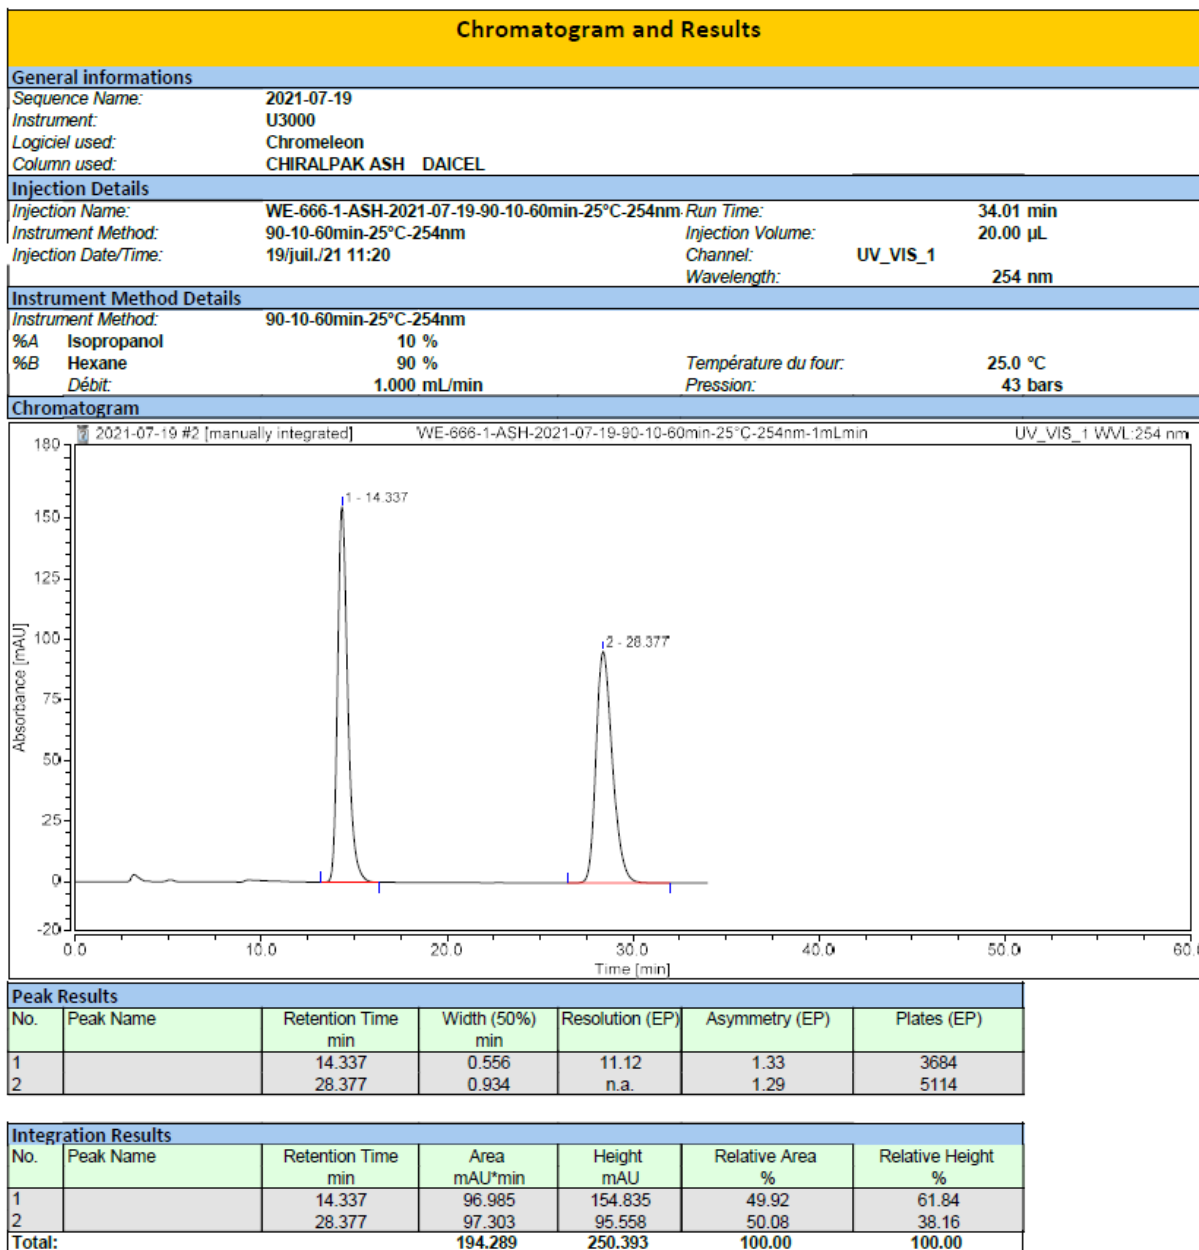 Chromatogram and Results
General informations
Sequence Name: 2021-07-19
Instrument: U3000
Logiciel used: Chromeleon
Column used: CHIRALPAK ASH DAICEL
Injection Details
Injection Name: WE-666-1-ASH-2021-07-19-90-10-60min-25°C-254nm- Run Time: 34.01 min
Instrument Method: 90-10-60min-25°C-254nm Injection Volume: 20.00 µL
Injection Date/Time: 19/juil./21 11:20 Channel: UV_VIS_1
Wavelength: 254 nm
Instrument Method Details
Instrument Method: 90-10-60min-25°C-254nm
%A Isopropanol 10 %
%B Hexane 90 % Température du four: 25.0 °C
Débit: 1.000 mL/min Pression: 43 bars
Chromatogram
2021-07-19 #2 [manually integrated] WE-666-1-ASH-2021-07-19-90-10-60min-25°C-254nm-1mLmin UV_VIS_1 WVL:254 nm
180
1 - 14.337
150
125
2 - 28.377
100
75
50
25
0
-20
Absorbance [mAU]
0.0 10.0 20.0 30.0 40.0 50.0 60.0
Time [min]
Peak Results
No. Peak Name Retention Time Width (50%) Resolution (EP) Asymmetry (EP) Plates (EP)
min min
1 14.337 0.556 11.12 1.33 3684
2 28.377 0.934 n.a. 1.29 5114
Integration Results
No. Peak Name Retention Time Area Height Relative Area Relative Height
min mAU*min mAU % %
1 14.337 96.985 154.835 49.92 61.84
2 28.377 97.303 95.558 50.08 38.16
Total: 194.289 250.393 100.00 100.00